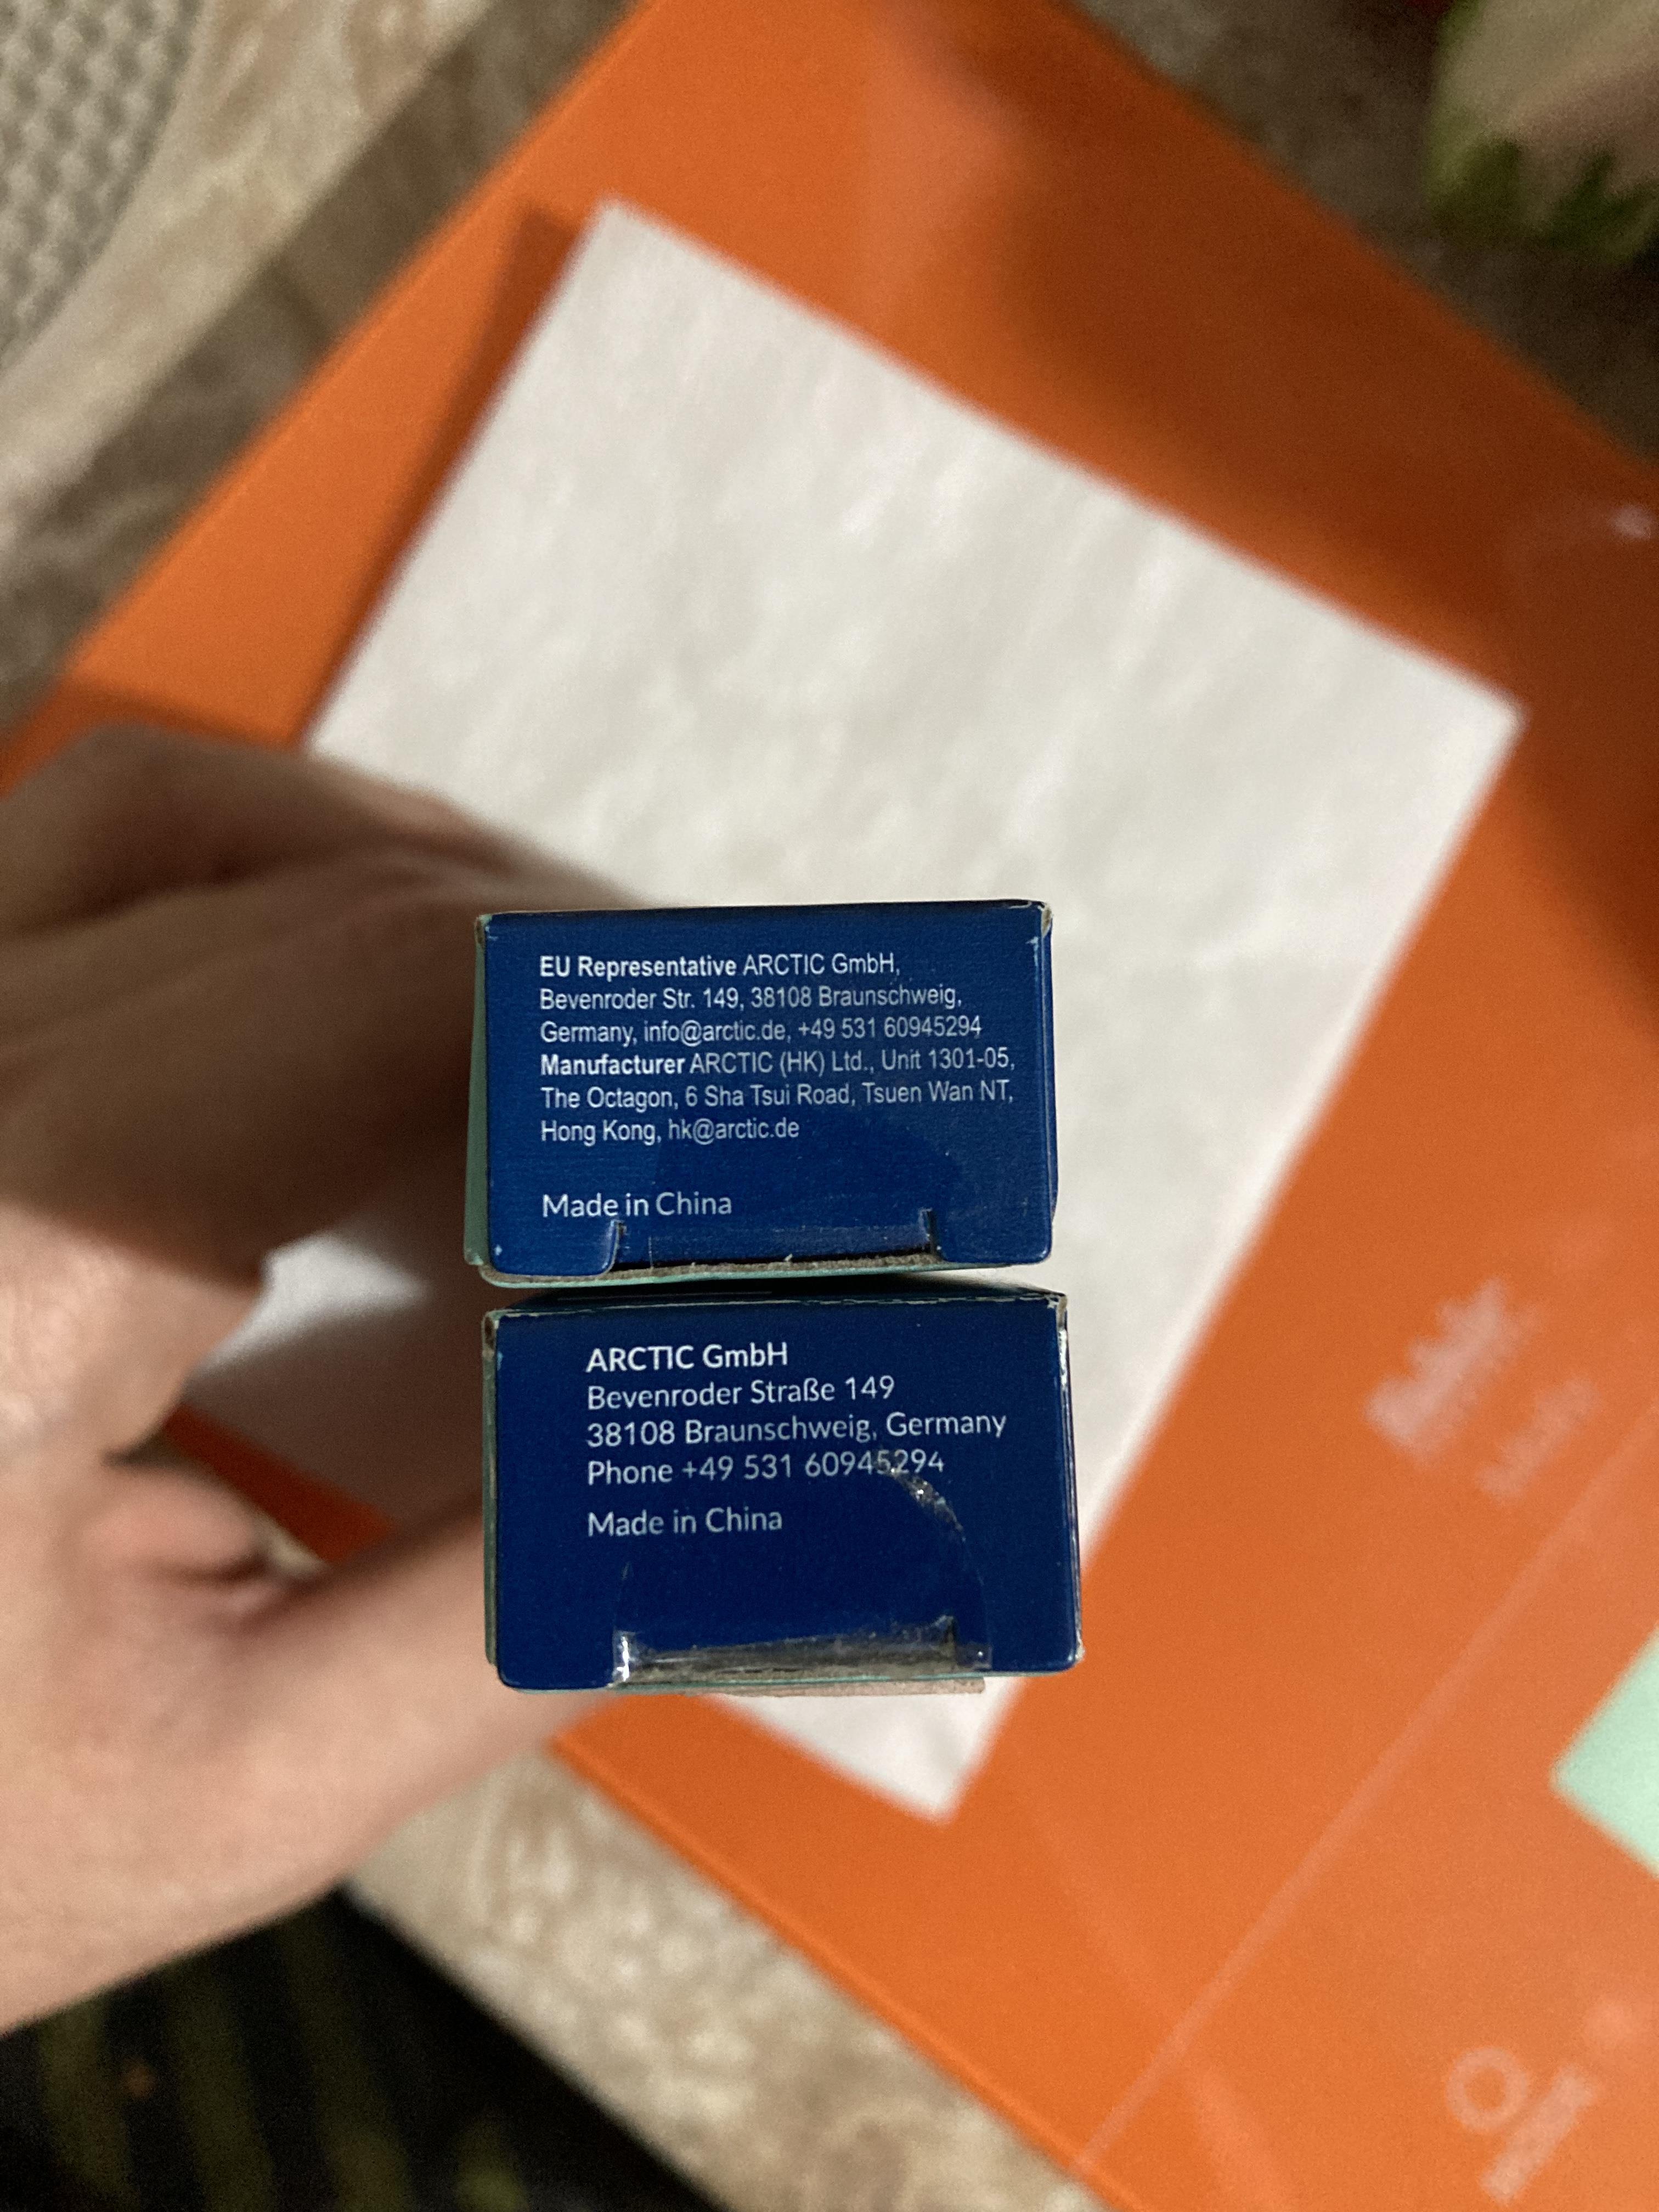 EU Representative ARCTIC GmbH,
Bevenroder Str. 149, 38108 Braunschweig,
Germany, info@arctic.de, +49 531 60945294
Manufacturer ARCTIC (HK) Ltd., Unit 1301-05,
The Octagon, 6 Sha Tsui Road, Tsuen Wan NT,
Hong Kong, hk@arctic.de
Made in China
ARCTIC GmbH
Bevenroder Straße 149
38108 Braunschweig, Germany
Phone +49 531 60945294
Made in China